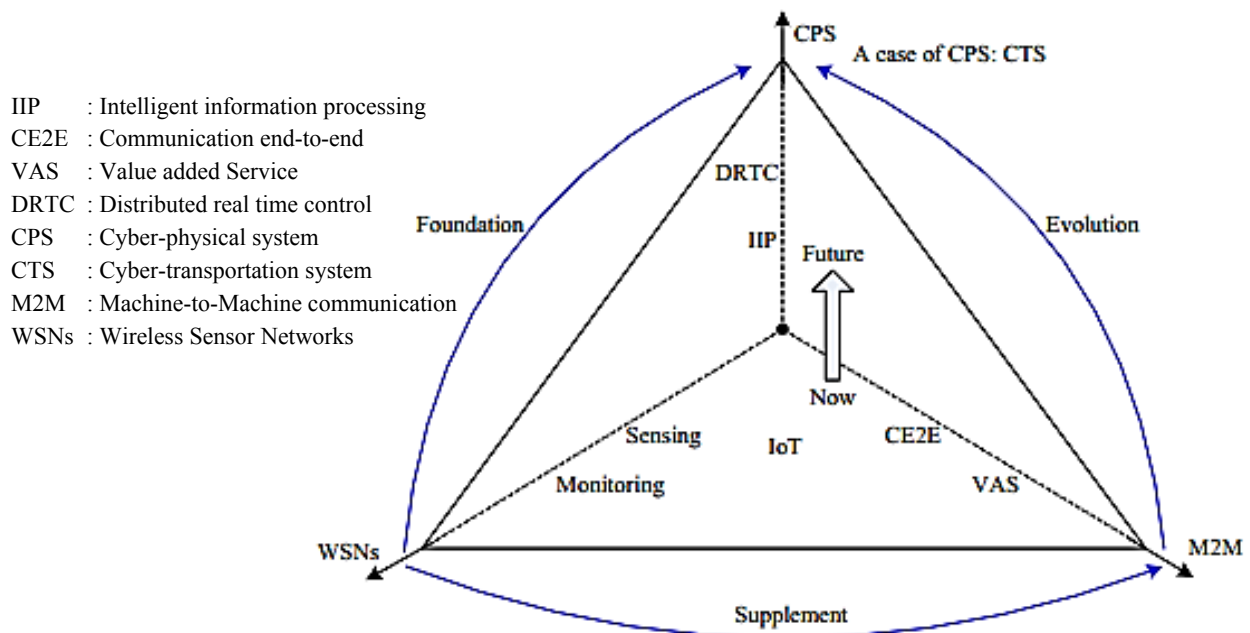 CPS
A case of CPS: CTS
IIP : Intelligent information processing
CE2E : Communication end-to-end
VAS : Value added Service
DRTC : Distributed real time control
CPS : Cyber-physical system
CTS : Cyber-transportation system
M2M : Machine-to-Machine communication
WSNs : Wireless Sensor Networks
DRTC
Foundation
Evolution
IIP
Future
Now
Sensing
IoT
CE2E
Monitoring
VAS
WSNs
M2M
Supplement